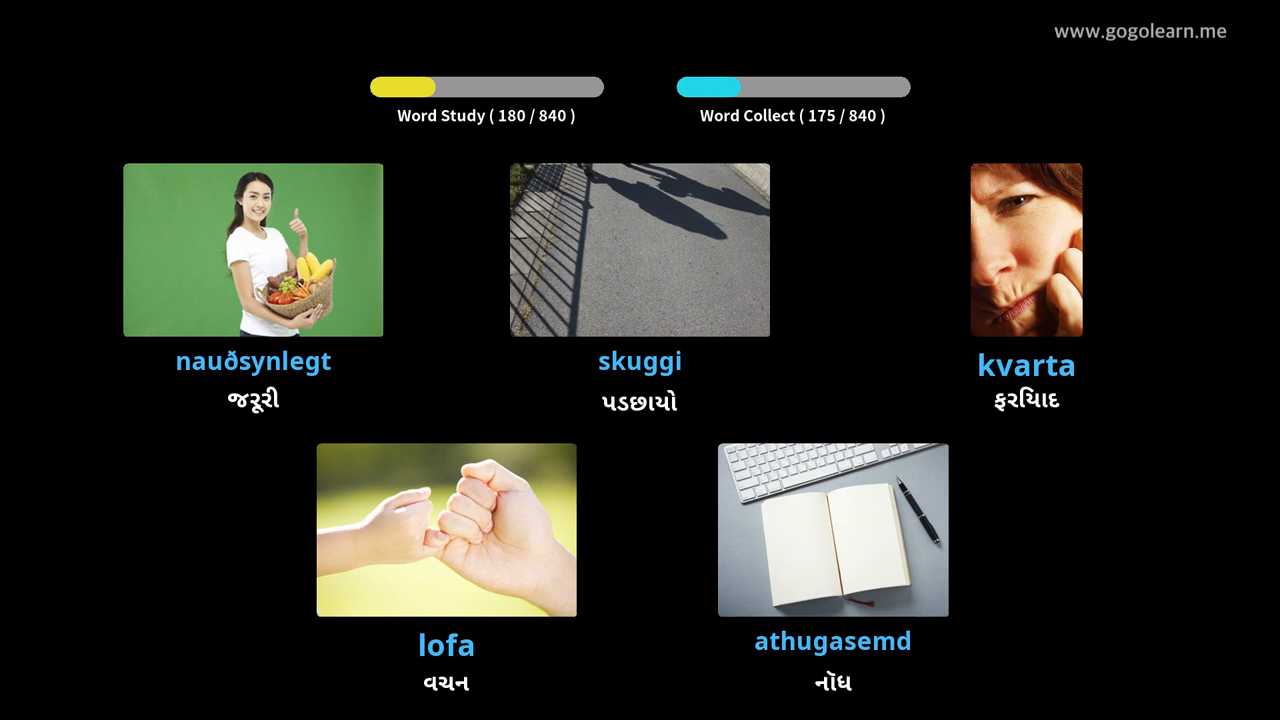 www.gogolearn.me
Word Study ( 180 / 840 )
Word Collect ( 175 / 840 )
nauðsynlegt
જરૂરી
skuggi
પડછાયો
kvarta
ફરિયાદ
lofa
વચન
athugasemd
નોંધ